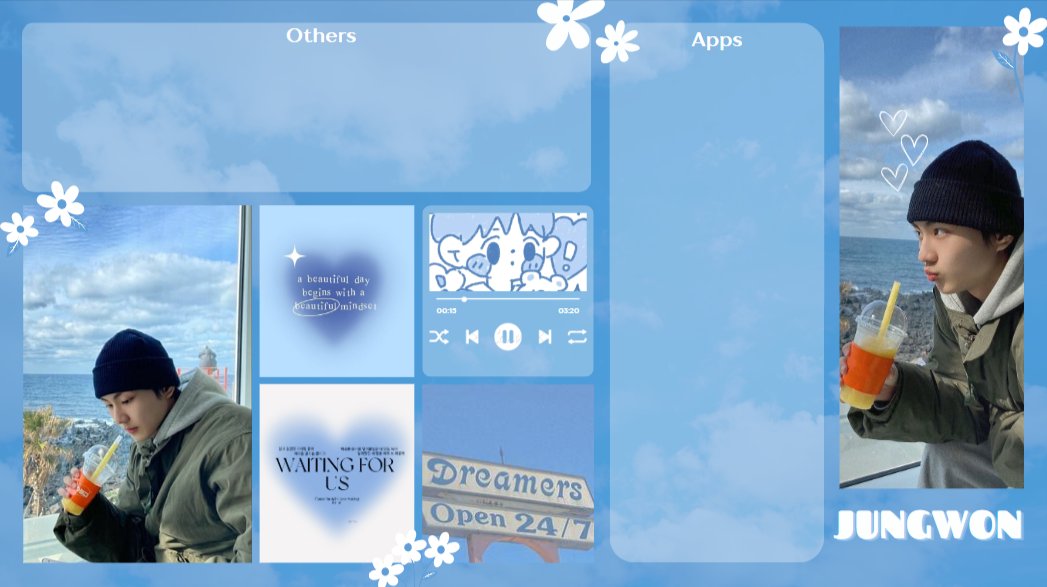 Others
Apps
a beautiful day
begins with a
beautiful mindset
00:13
03:20
WAITING FOR
US
Dreamers
Open 24/7
JUNGWON